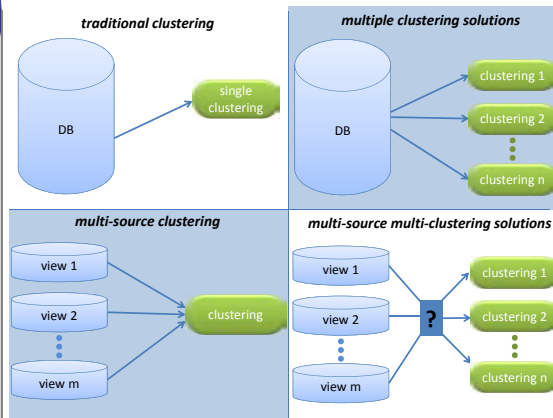 traditional clustering
DB
single
clustering
multiple clustering solutions
DB
clustering 1
clustering 2
clustering n
multi-source clustering
view 1
view 2
view m
clustering
multi-source multi-clustering solutions
view 1
view 2
view m
?
clustering 1
clustering 2
clustering n